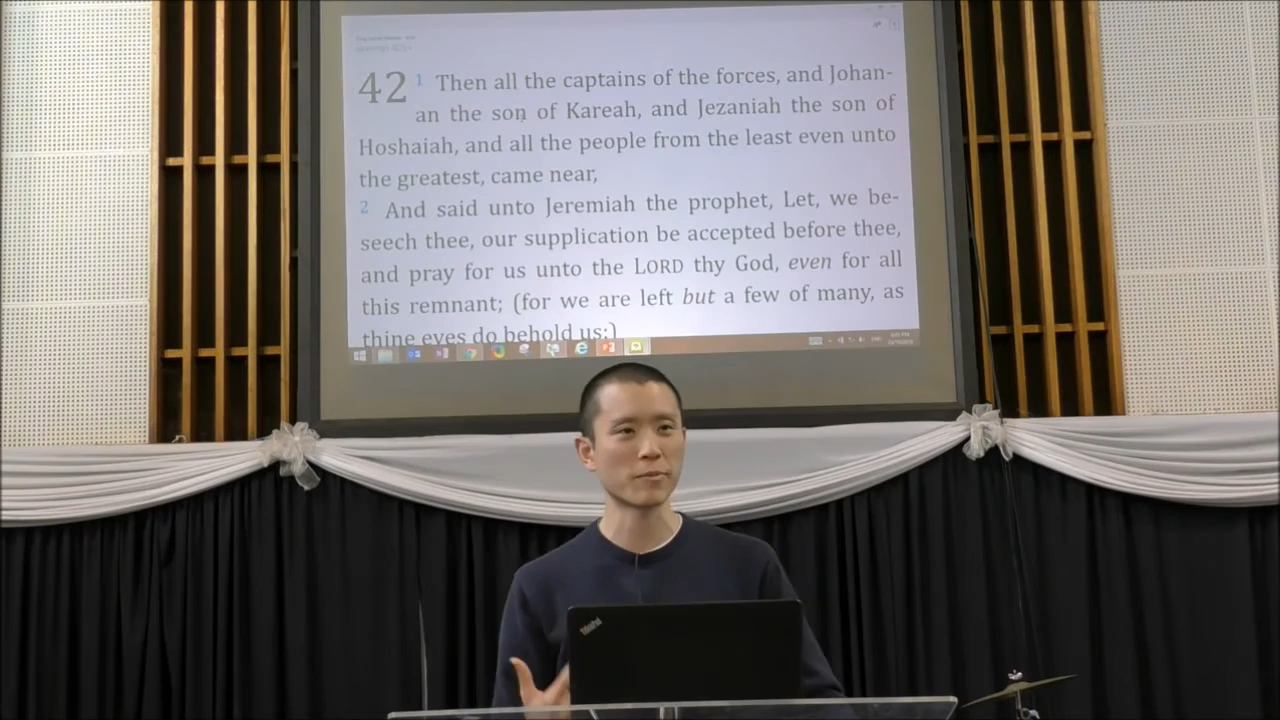 42 1 Then all the captains of the forces, and Johan-
an the son of Kareah, and Jezaniah the son of
Hoshaiah, and all the people from the least even unto
the greatest, came near,
2 And said unto Jeremiah the prophet, Let, we be-
seech thee, our supplication be accepted before thee,
and pray for us unto the LORD thy God, even for all
this remnant; (for we are left but a few of many, as
thine eyes do behold us:)
ThinkPad